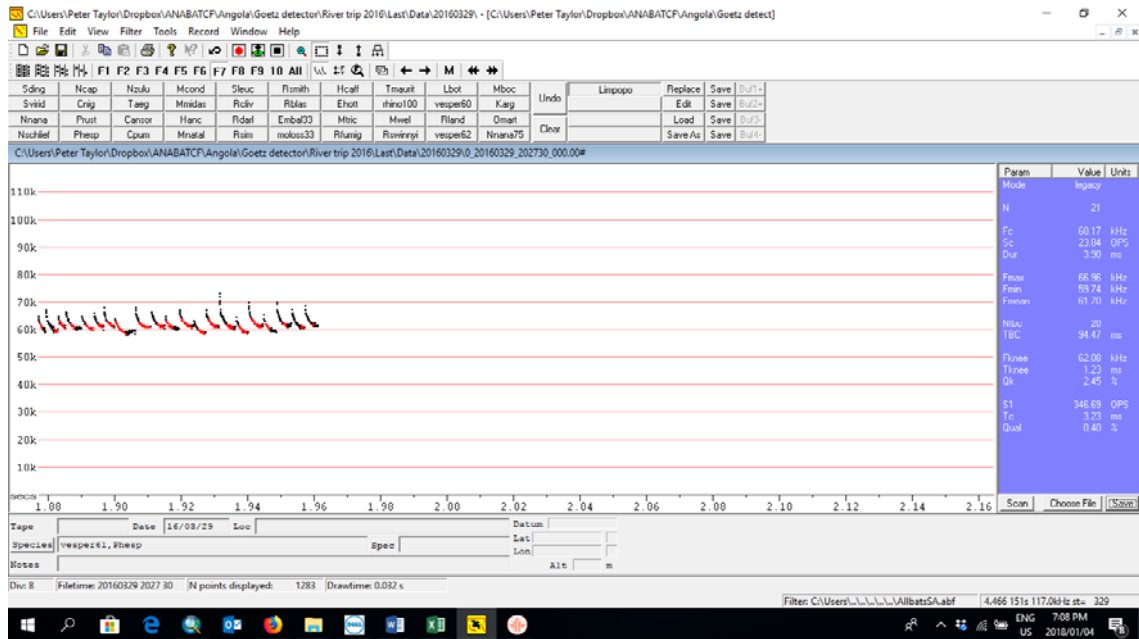 C:\Users\Peter Taylor\Dropbox\ANABATCF\Angola\Goetz detector\River trip 2016\Last\Data\20160329\ - [C:\Users\Peter Taylor\Dropbox\ANABATCF\Angola\Goetz detect]
File Edit View Filter Tools Record Window Help
F1 F2 F3 F4 F5 F6 F7 F8 F9 10 All M
Sding Ncap Nzulu Mcond Sleuc Rsmith Hcaff Tmaurit Lbot Mboc Undo Limpopo Replace Save Buf1+
Svirid Cnig Taeg Mmidas Rcliv Rblas Ehott rhino100 vesper60 Karg Edit Save Buf2+
Nnana Prust Cansor Hanc Rdarl Embal33 Mtric Mwel Rland Omart Clear Load Save Buf3-
Nschlief Phesp Cpum Mnatal Rsim moloss33 Rfumig Rswinnyi vesper62 Nnana75 Save As Save Buf4-
C:\Users\Peter Taylor\Dropbox\ANABATCF\Angola\Goetz detector\River trip 2016\Last\Data\20160329\0_20160329_202730_000.00#
Param Value Units
Mode legacy
N 21
Fc 60.17 kHz
Sc 23.84 OPS
Dur 3.90 ms
Fmax 66.96 kHz
Fmin 59.74 kHz
Fmean 61.70 kHz
Ntbc 20
TBC 94.47 ms
Fknee 62.00 kHz
Tknee 1.23 ms
Qk 2.45 %
S1 346.69 OPS
Tc 3.23 ms
Qual 0.40 %
110k
100k
90k
80k
70k
60k
50k
40k
30k
20k
10k
secs
1.88 1.90 1.92 1.94 1.96 1.98 2.00 2.02 2.04 2.06 2.08 2.10 2.12 2.14 2.16
Scan Choose File Save
Tape Date 16/03/29 Loc Datum
Species vesper61,Phesp Spec Lat
Lon
Notes Alt m
Div: 8 Filetime: 20160329 2027 30 N points displayed: 1283 Drawtime: 0.032 s
Filter: C:\Users\..\..\..\..\AllbatsSA.abf 4,466 151s 117.0kHz st= 329
ENG 7:08 PM
US 2018/01/04